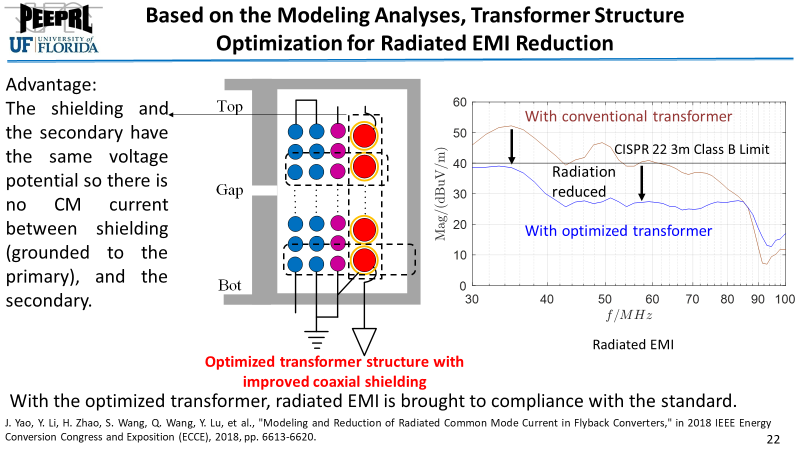 PEEPRL
UF UNIVERSITY of
FLORIDA
Based on the Modeling Analyses, Transformer Structure
Optimization for Radiated EMI Reduction
Advantage:
The shielding and
the secondary have
the same voltage
potential so there is
no CM current
between shielding
(grounded to the
primary), and the
secondary.
Top
Gap
Bot
Optimized transformer structure with
improved coaxial shielding
60
50
40
30
20
10
0
Mag/(dBuV/m)
With conventional transformer
CISPR 22 3m Class B Limit
Radiation
reduced
With optimized transformer
30 40 50 60 70 80 90 100
f/MHz
Radiated EMI
With the optimized transformer, radiated EMI is brought to compliance with the standard.
J. Yao, Y. Li, H. Zhao, S. Wang, Q. Wang, Y. Lu, et al., "Modeling and Reduction of Radiated Common Mode Current in Flyback Converters," in 2018 IEEE Energy
Conversion Congress and Exposition (ECCE), 2018, pp. 6613-6620.
22